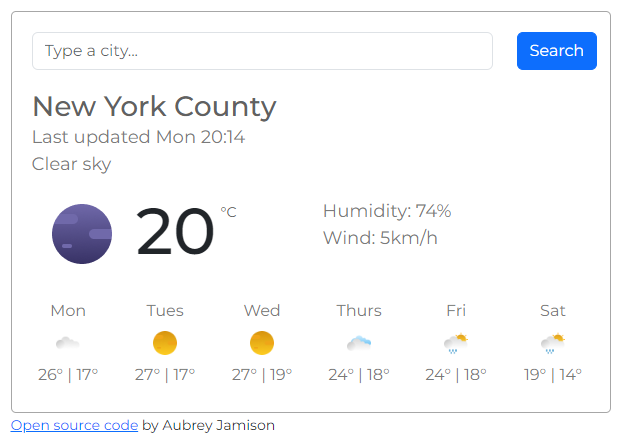 Type a city...
Search
New York County
Last updated Mon 20:14
Clear sky
20 °C
Humidity: 74%
Wind: 5km/h
Mon Tues Wed Thurs Fri Sat
26° | 17° 27° | 17° 27° | 19° 24° | 18° 24° | 18° 19° | 14°
Open source code by Aubrey Jamison